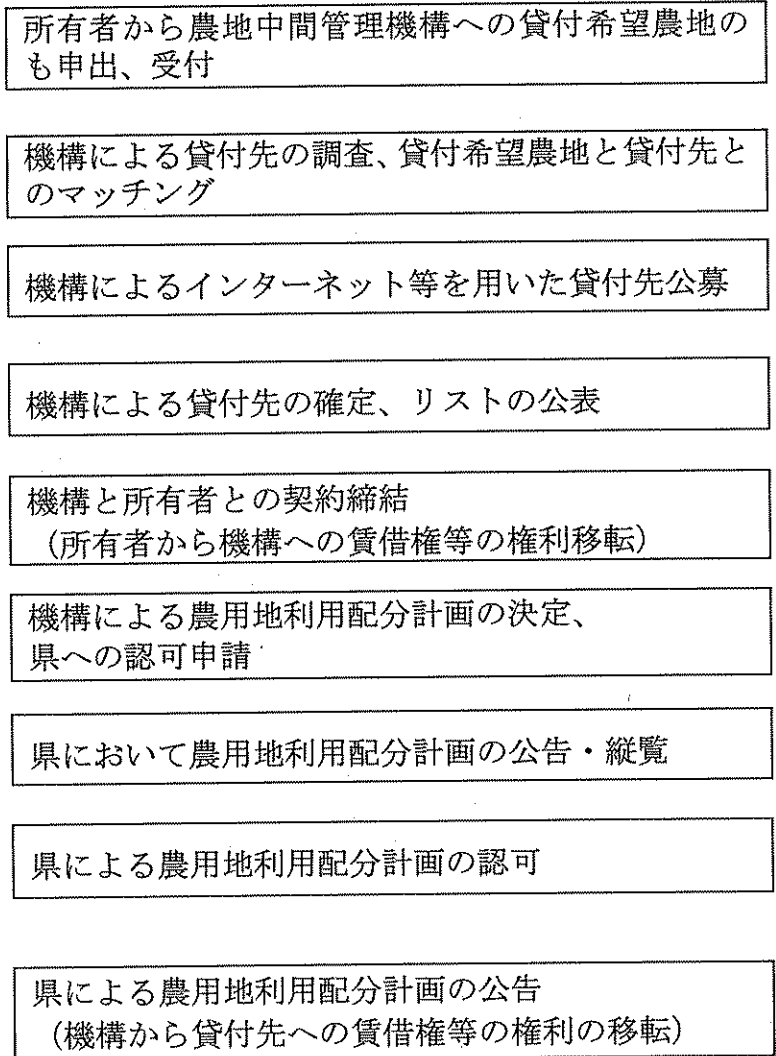 所有者から農地中間管理機構への貸付希望農地の
も申出、受付
機構による貸付先の調査、貸付希望農地と貸付先と
のマッチング
機構によるインターネット等を用いた貸付先公募
機構による貸付先の確定、リストの公表
機構と所有者との契約締結
(所有者から機構への賃借権等の権利移転)
機構による農用地利用配分計画の決定、
県への認可申請
県において農用地利用配分計画の公告・縦覧
県による農用地利用配分計画の認可
県による農用地利用配分計画の公告
(機構から貸付先への賃借権等の権利の移転)